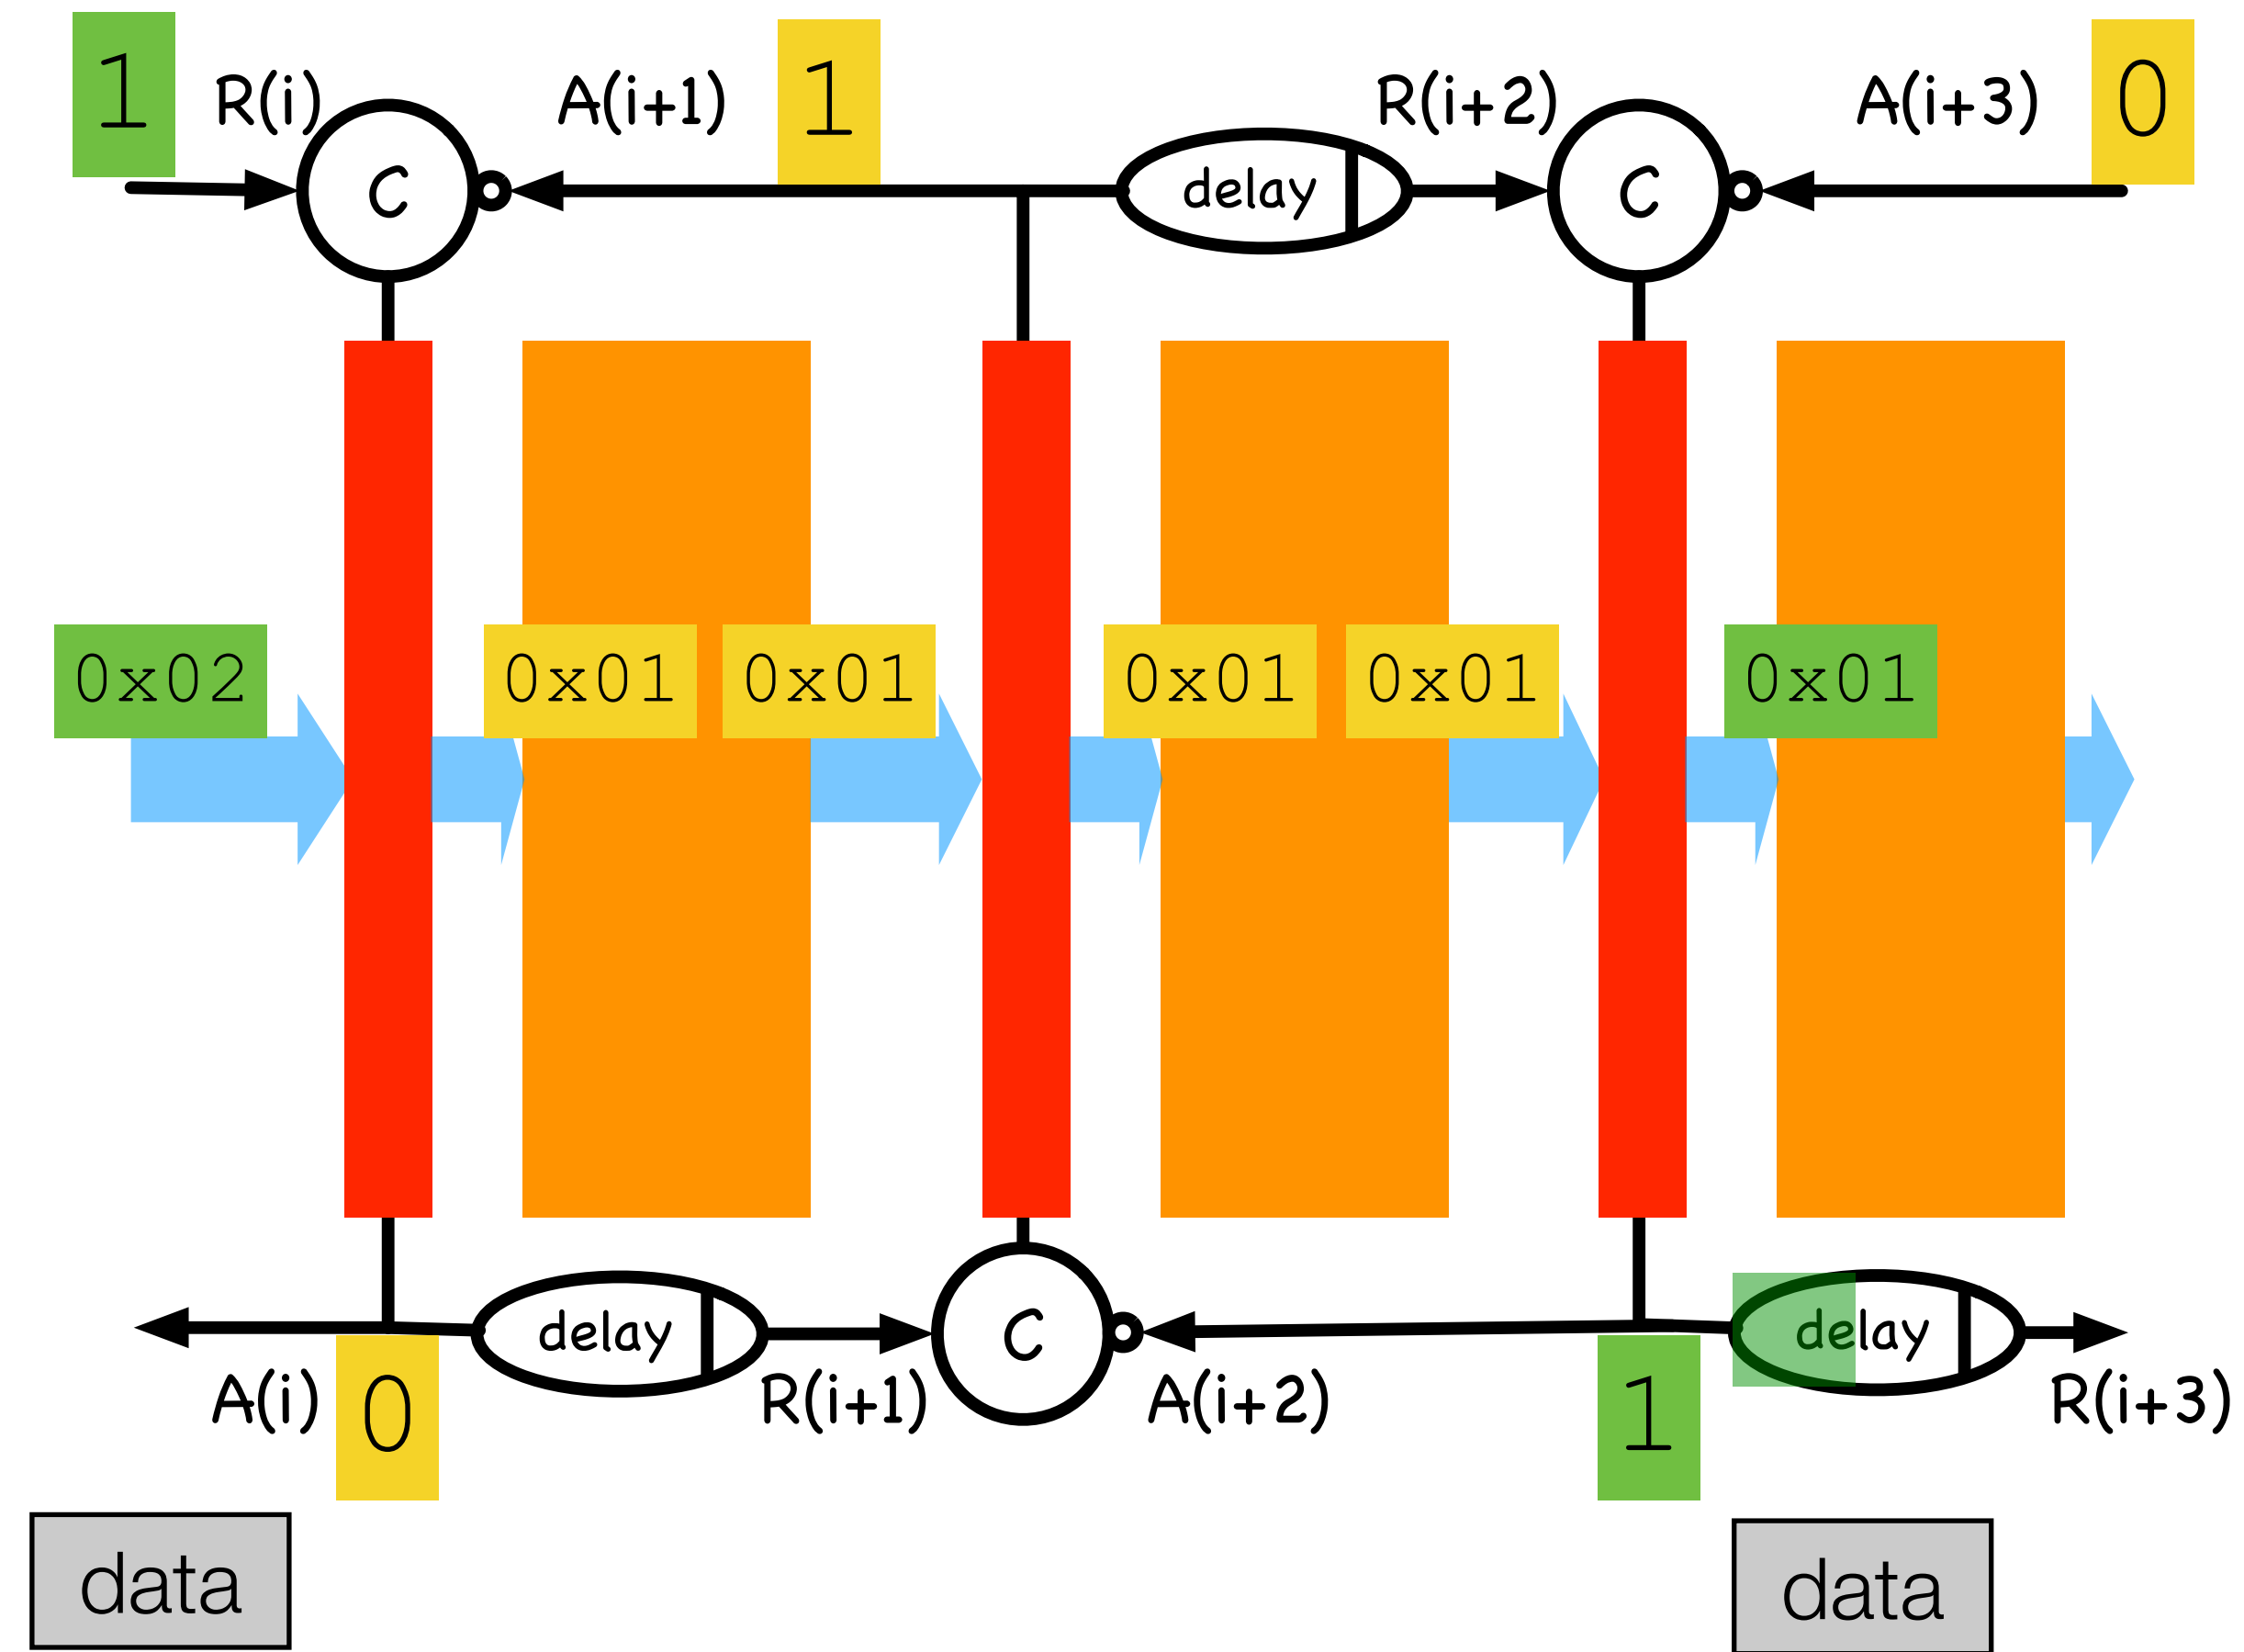 1 R(i) A(i+1) 1 R(i+2) A(i+3) 0
C delay C
0x02 0x01 0x01 0x01 0x01 0x01
delay C delay
A(i) 0 R(i+1) A(i+2) 1 R(i+3)
data data